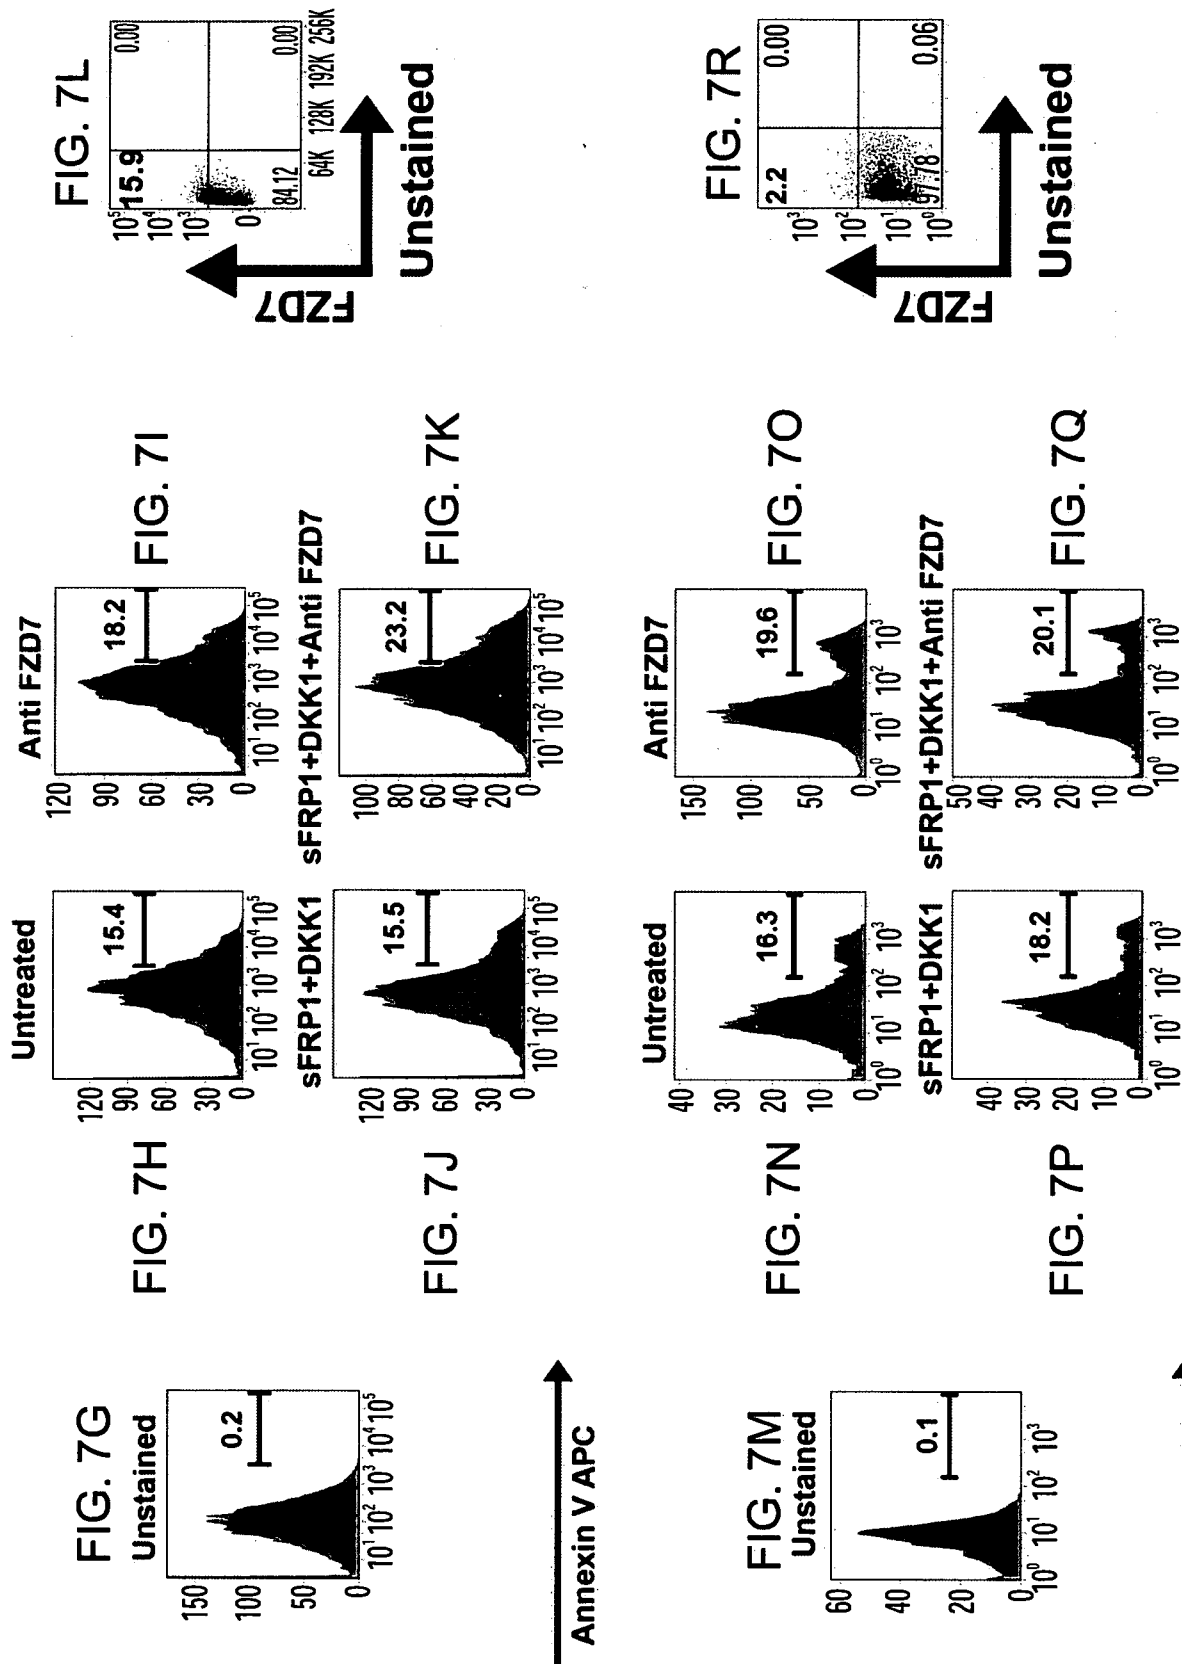 FIG. 7G
Unstained
0.2
150
100
50
0
10¹ 10² 10³ 10⁴ 10⁵
Annexin V APC
FIG. 7H
Untreated
15.4
120
90
60
30
0
10¹ 10² 10³ 10⁴ 10⁵
Anti FZD7
FIG. 7I
18.2
120
90
60
30
0
10¹ 10² 10³ 10⁴ 10⁵
FIG. 7J
sFRP1+DKK1
15.5
120
90
60
30
0
10¹ 10² 10³ 10⁴ 10⁵
sFRP1+DKK1+Anti FZD7
FIG. 7K
23.2
100
80
60
40
20
0
10¹ 10² 10³ 10⁴ 10⁵
FIG. 7L
15.9
0.00
84.12
0.00
10⁵
10⁴
10³
0
64K 128K 192K 256K
FZD7
Unstained
FIG. 7M
Unstained
0.1
60
40
20
0
10⁰ 10¹ 10² 10³
FIG. 7N
Untreated
16.3
40
30
20
10
0
10⁰ 10¹ 10² 10³
Anti FZD7
FIG. 7O
19.6
150
100
50
0
10⁰ 10¹ 10² 10³
FIG. 7P
sFRP1+DKK1
18.2
40
30
20
10
0
10⁰ 10¹ 10² 10³
sFRP1+DKK1+Anti FZD7
FIG. 7Q
20.1
50
40
30
20
10
0
10⁰ 10¹ 10² 10³
FIG. 7R
2.2
0.00
97.78
0.06
10³
10²
10¹
10⁰
FZD7
Unstained